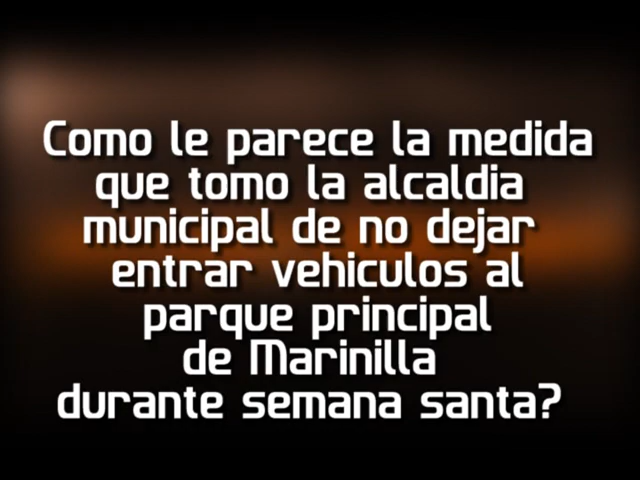 Como le parece la medida
que tomo la alcaldia
municipal de no dejar
entrar vehiculos al
parque principal
de Marinilla
durante semana santa?